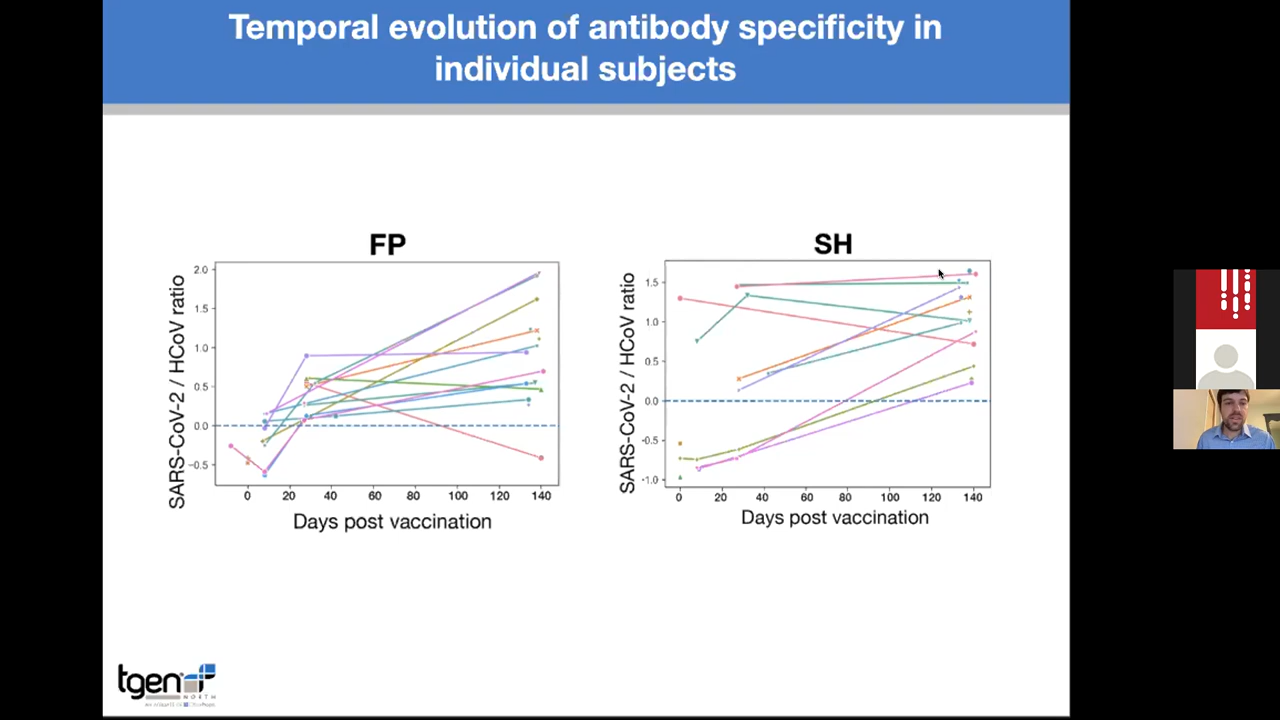 Temporal evolution of antibody specificity in
individual subjects
FP
SARS-CoV-2 / HCoV ratio
2.0
1.5
1.0
0.5
0.0
−0.5
0 20 40 60 80 100 120 140
Days post vaccination
SH
SARS-CoV-2 / HCoV ratio
1.5
1.0
0.5
0.0
-0.5
-1.0
0 20 40 60 80 100 120 140
Days post vaccination
tgen
NORTH